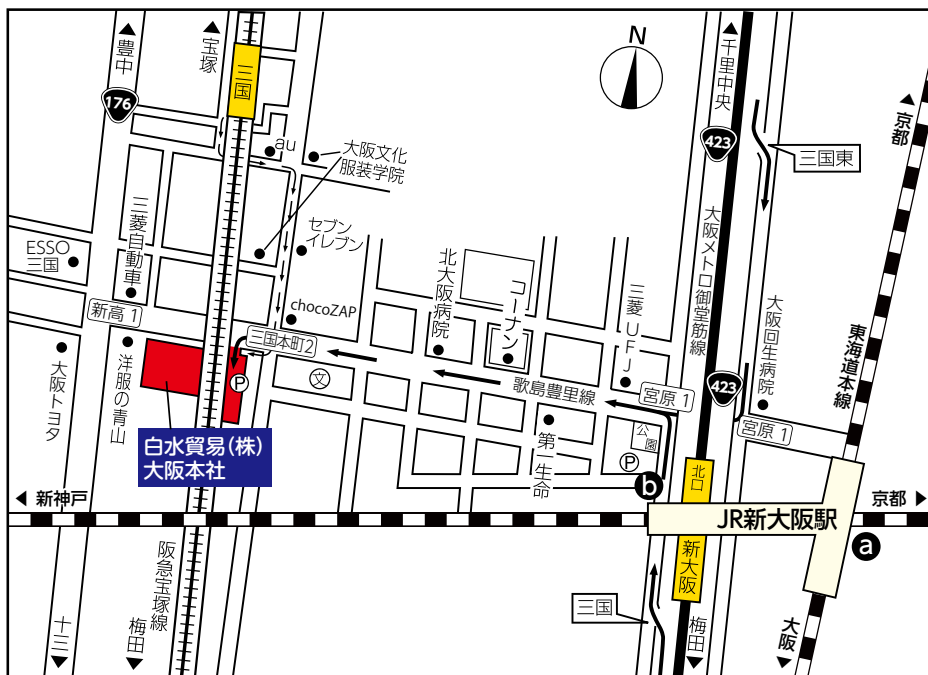 豊中
宝塚
三国
176
N
千里中央
423
京都
三国東
au
大阪文化
服装学院
三菱自動車
セブン
イレブン
ESSO
三国
北大阪病院
コーナン
三菱UFJ
大阪メトロ御堂筋線
大阪回生病院
東海道本線
新高 1
chocoZAP
三国本町2
大阪トヨタ
洋服の青山
P
文
歌島豊里線
宮原 1
423
宮原 1
白水貿易(株)
大阪本社
第一生命
公園
P
b
北口
新神戸
京都
JR新大阪駅
a
新大阪
阪急宝塚線
三国
十三
梅田
梅田
大阪